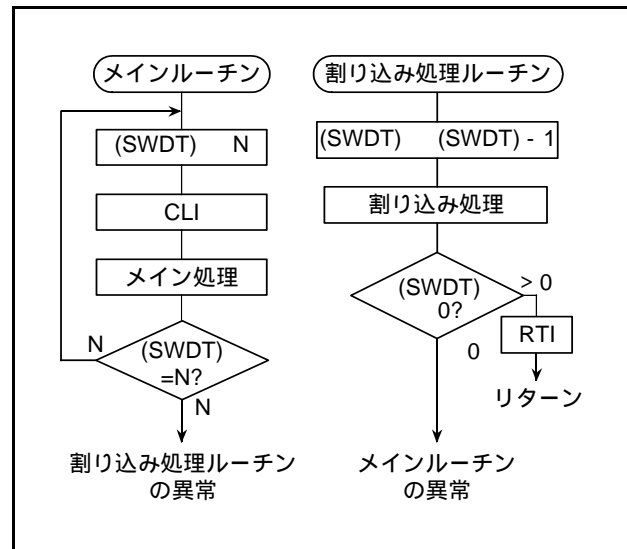 メインルーチン
(SWDT) N
CLI
メイン処理
N
(SWDT)
=N?
N
割り込み処理ルーチン
の異常
割り込み処理ルーチン
(SWDT) (SWDT) - 1
割り込み処理
(SWDT)
0?
> 0
RTI
リターン
0
メインルーチン
の異常